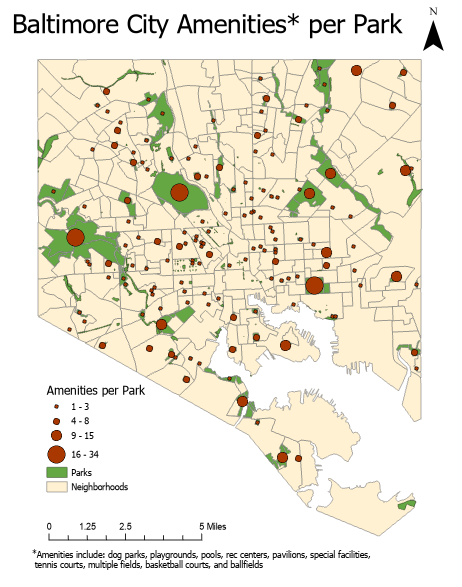 Baltimore City Amenities* per Park
N
Amenities per Park
1 - 3
4 - 8
9 - 15
16 - 34
Parks
Neighborhoods
0 1.25 2.5 5 Miles
*Amenities include: dog parks, playgrounds, pools, rec centers, pavilions, special facilities,
tennis courts, multiple fields, basketball courts, and ballfields